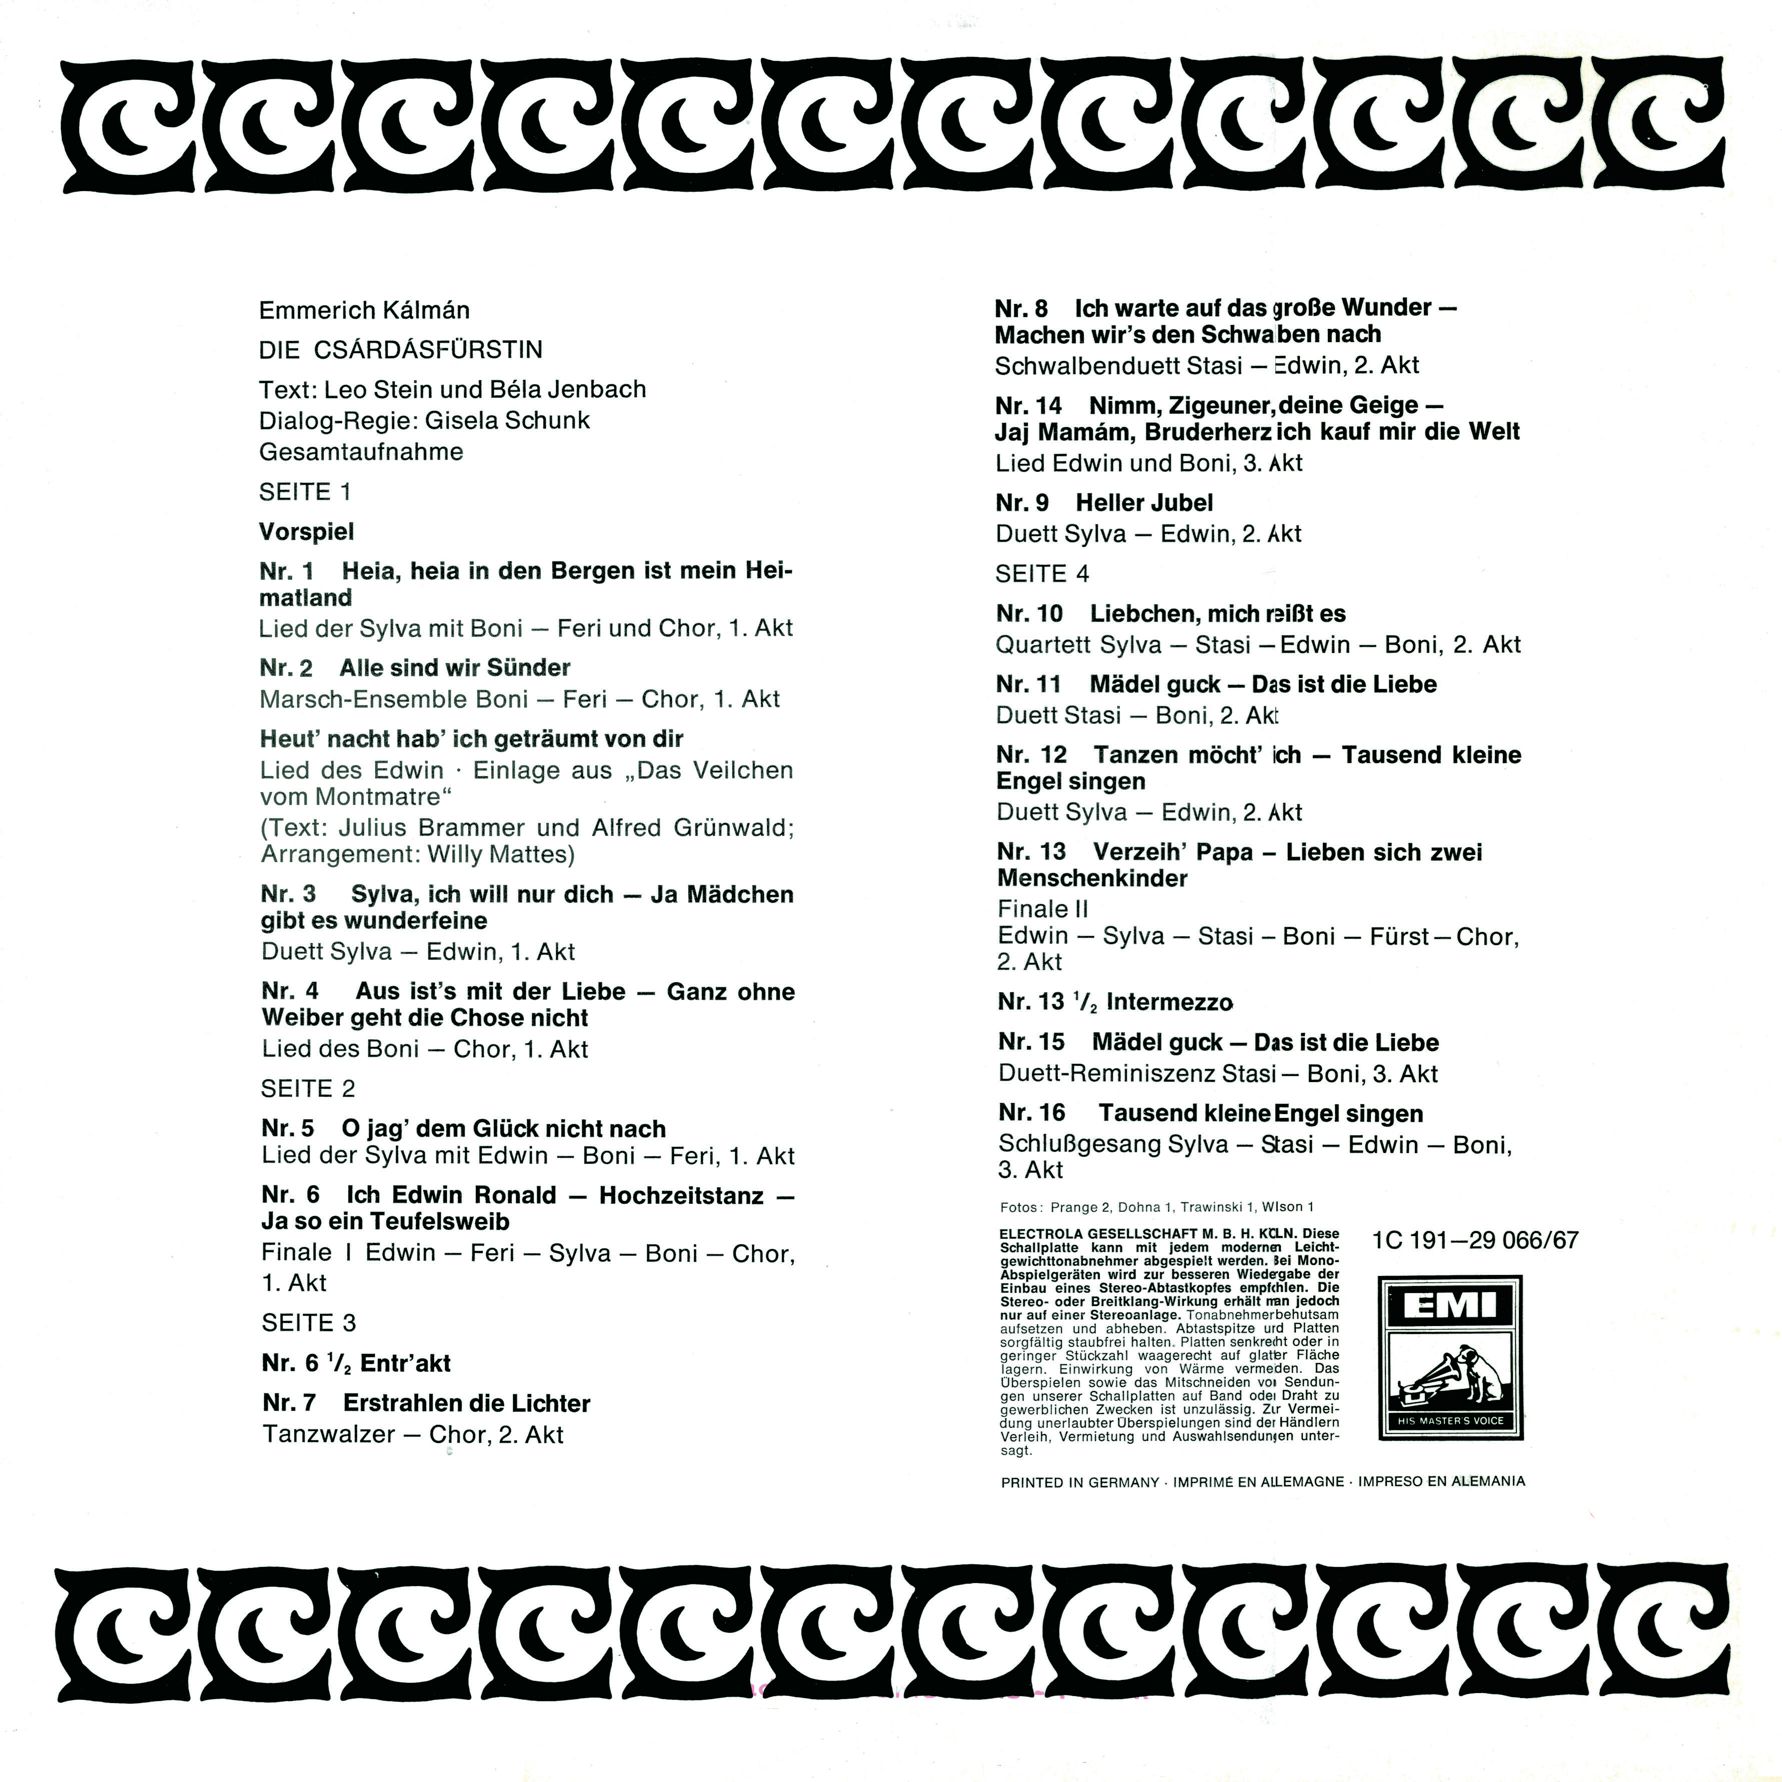 Emmerich Kálmán
DIE CSÁRDÁSFÜRSTIN
Text: Leo Stein und Béla Jenbach
Dialog-Regie: Gisela Schunk
Gesamtaufnahme
SEITE 1
Vorspiel
Nr. 1 Heia, heia in den Bergen ist mein Hei-
matland
Lied der Sylva mit Boni – Feri und Chor, 1. Akt
Nr. 2 Alle sind wir Sünder
Marsch-Ensemble Boni – Feri – Chor, 1. Akt
Heut’ nacht hab’ ich geträumt von dir
Lied des Edwin · Einlage aus „Das Veilchen
vom Montmatre“
(Text: Julius Brammer und Alfred Grünwald;
Arrangement: Willy Mattes)
Nr. 3 Sylva, ich will nur dich – Ja Mädchen
gibt es wunderfeine
Duett Sylva – Edwin, 1. Akt
Nr. 4 Aus ist’s mit der Liebe – Ganz ohne
Weiber geht die Chose nicht
Lied des Boni – Chor, 1. Akt
SEITE 2
Nr. 5 O jag’ dem Glück nicht nach
Lied der Sylva mit Edwin – Boni – Feri, 1. Akt
Nr. 6 Ich Edwin Ronald – Hochzeitstanz –
Ja so ein Teufelsweib
Finale I Edwin – Feri – Sylva – Boni – Chor,
1. Akt
SEITE 3
Nr. 6 1/2 Entr’akt
Nr. 7 Erstrahlen die Lichter
Tanzwalzer – Chor, 2. Akt
Nr. 8 Ich warte auf das große Wunder –
Machen wir’s den Schwalben nach
Schwalbenduett Stasi – Edwin, 2. Akt
Nr. 14 Nimm, Zigeuner, deine Geige –
Jaj Mamám, Bruderherz ich kauf mir die Welt
Lied Edwin und Boni, 3. Akt
Nr. 9 Heller Jubel
Duett Sylva – Edwin, 2. Akt
SEITE 4
Nr. 10 Liebchen, mich reißt es
Quartett Sylva – Stasi – Edwin – Boni, 2. Akt
Nr. 11 Mädel guck – Das ist die Liebe
Duett Stasi – Boni, 2. Akt
Nr. 12 Tanzen möcht’ ich – Tausend kleine
Engel singen
Duett Sylva – Edwin, 2. Akt
Nr. 13 Verzeih’ Papa – Lieben sich zwei
Menschenkinder
Finale II
Edwin – Sylva – Stasi – Boni – Fürst – Chor,
2. Akt
Nr. 13 1/2 Intermezzo
Nr. 15 Mädel guck – Das ist die Liebe
Duett-Reminiszenz Stasi – Boni, 3. Akt
Nr. 16 Tausend kleine Engel singen
Schlußgesang Sylva – Stasi – Edwin – Boni,
3. Akt
Fotos: Prange 2, Dohna 1, Trawinski 1, Wlson 1
ELECTROLA GESELLSCHAFT M. B. H. KÖLN. Diese
Schallplatte kann mit jedem modernen Leicht-
gewichttonabnehmer abgespielt werden. Bei Mono-
Abspielgeräten wird zur besseren Wiedergabe der
Einbau eines Stereo-Abtastkopfes empfohlen. Die
Stereo- oder Breitklang-Wirkung erhält man jedoch
nur auf einer Stereoanlage. Tonabnehmer behutsam
aufsetzen und abheben. Abtastspitze und Platten
sorgfältig staubfrei halten. Platten senkrecht oder in
geringer Stückzahl waagerecht auf glatter Fläche
lagern. Einwirkung von Wärme vermeden. Das
Überspielen sowie das Mitschneiden von Sendun-
gen unserer Schallplatten auf Band oder Draht zu
gewerblichen Zwecken ist unzulässig. Zur Vermei-
dung unerlaubter Überspielungen sind der Händlern
Verleih, Vermietung und Auswahlsendungen unter-
sagt.
1C 191–29 066/67
EMI
HIS MASTER'S VOICE
PRINTED IN GERMANY · IMPRIMÉ EN ALLEMAGNE · IMPRESO EN ALEMANIA